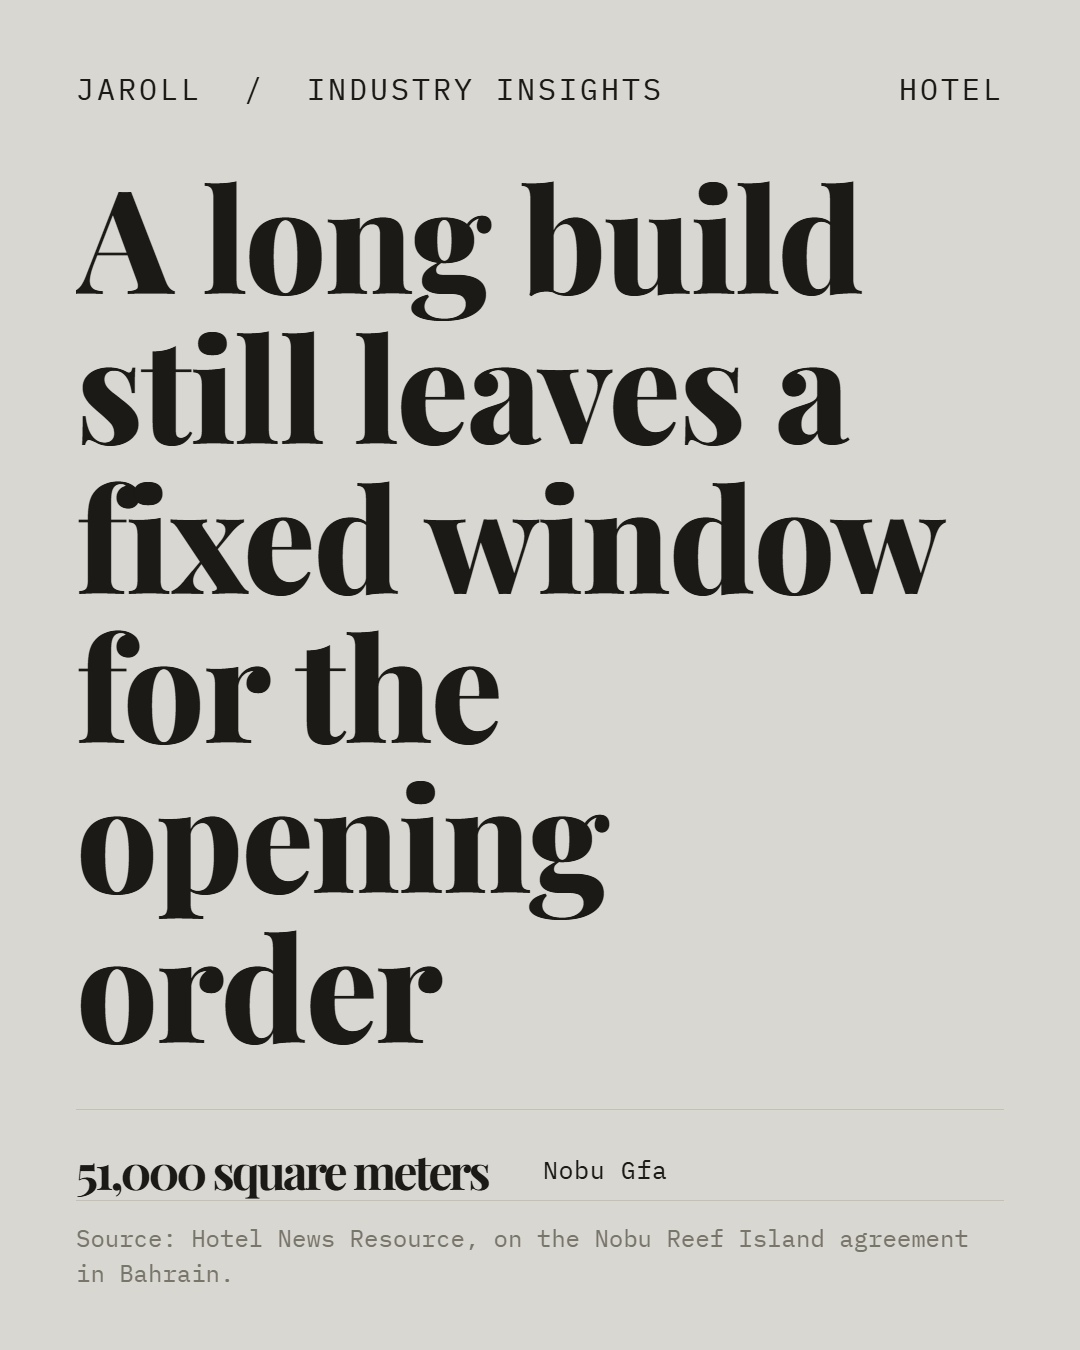 JAROLL / INDUSTRY INSIGHTS HOTEL
A long build
still leaves a
fixed window
for the
opening
order
51,000 square meters Nobu Gfa
Source: Hotel News Resource, on the Nobu Reef Island agreement
in Bahrain.